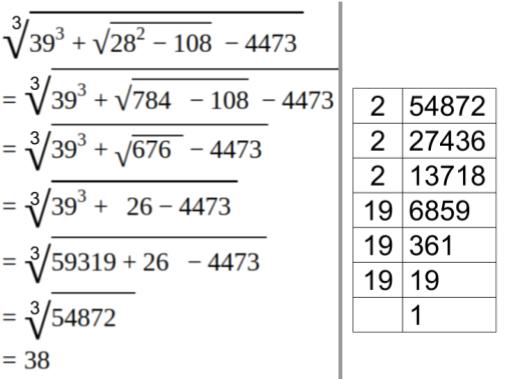 ∛(39³ + √(28² − 108) − 4473)
= ∛(39³ + √(784 − 108) − 4473)
= ∛(39³ + √676 − 4473)
= ∛(39³ + 26 − 4473)
= ∛(59319 + 26 − 4473)
= ∛54872
= 38
2 54872
2 27436
2 13718
19 6859
19 361
19 19
1